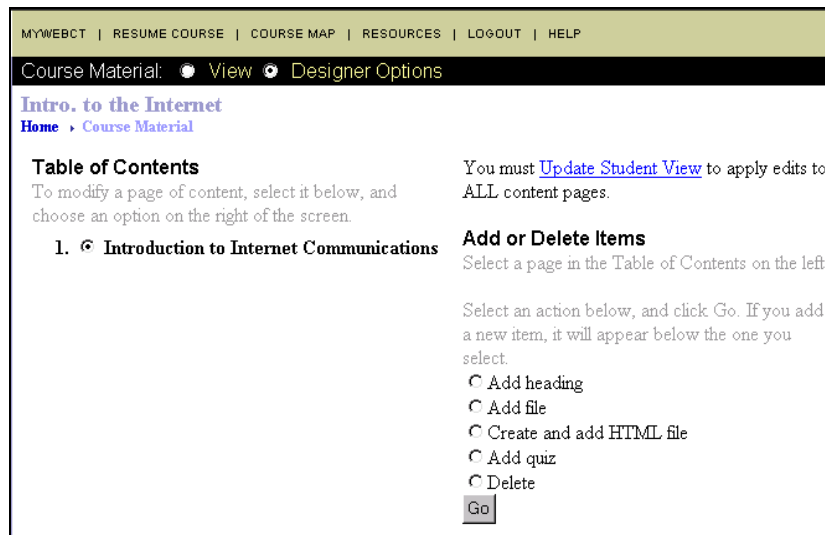 MYWEBCT | RESUME COURSE | COURSE MAP | RESOURCES | LOGOUT | HELP
Course Material: View Designer Options
Intro. to the Internet
Home › Course Material
Table of Contents
To modify a page of content, select it below, and
choose an option on the right of the screen.
1. Introduction to Internet Communications
You must Update Student View to apply edits to
ALL content pages.
Add or Delete Items
Select a page in the Table of Contents on the left
Select an action below, and click Go. If you add
a new item, it will appear below the one you
select.
Add heading
Add file
Create and add HTML file
Add quiz
Delete
Go